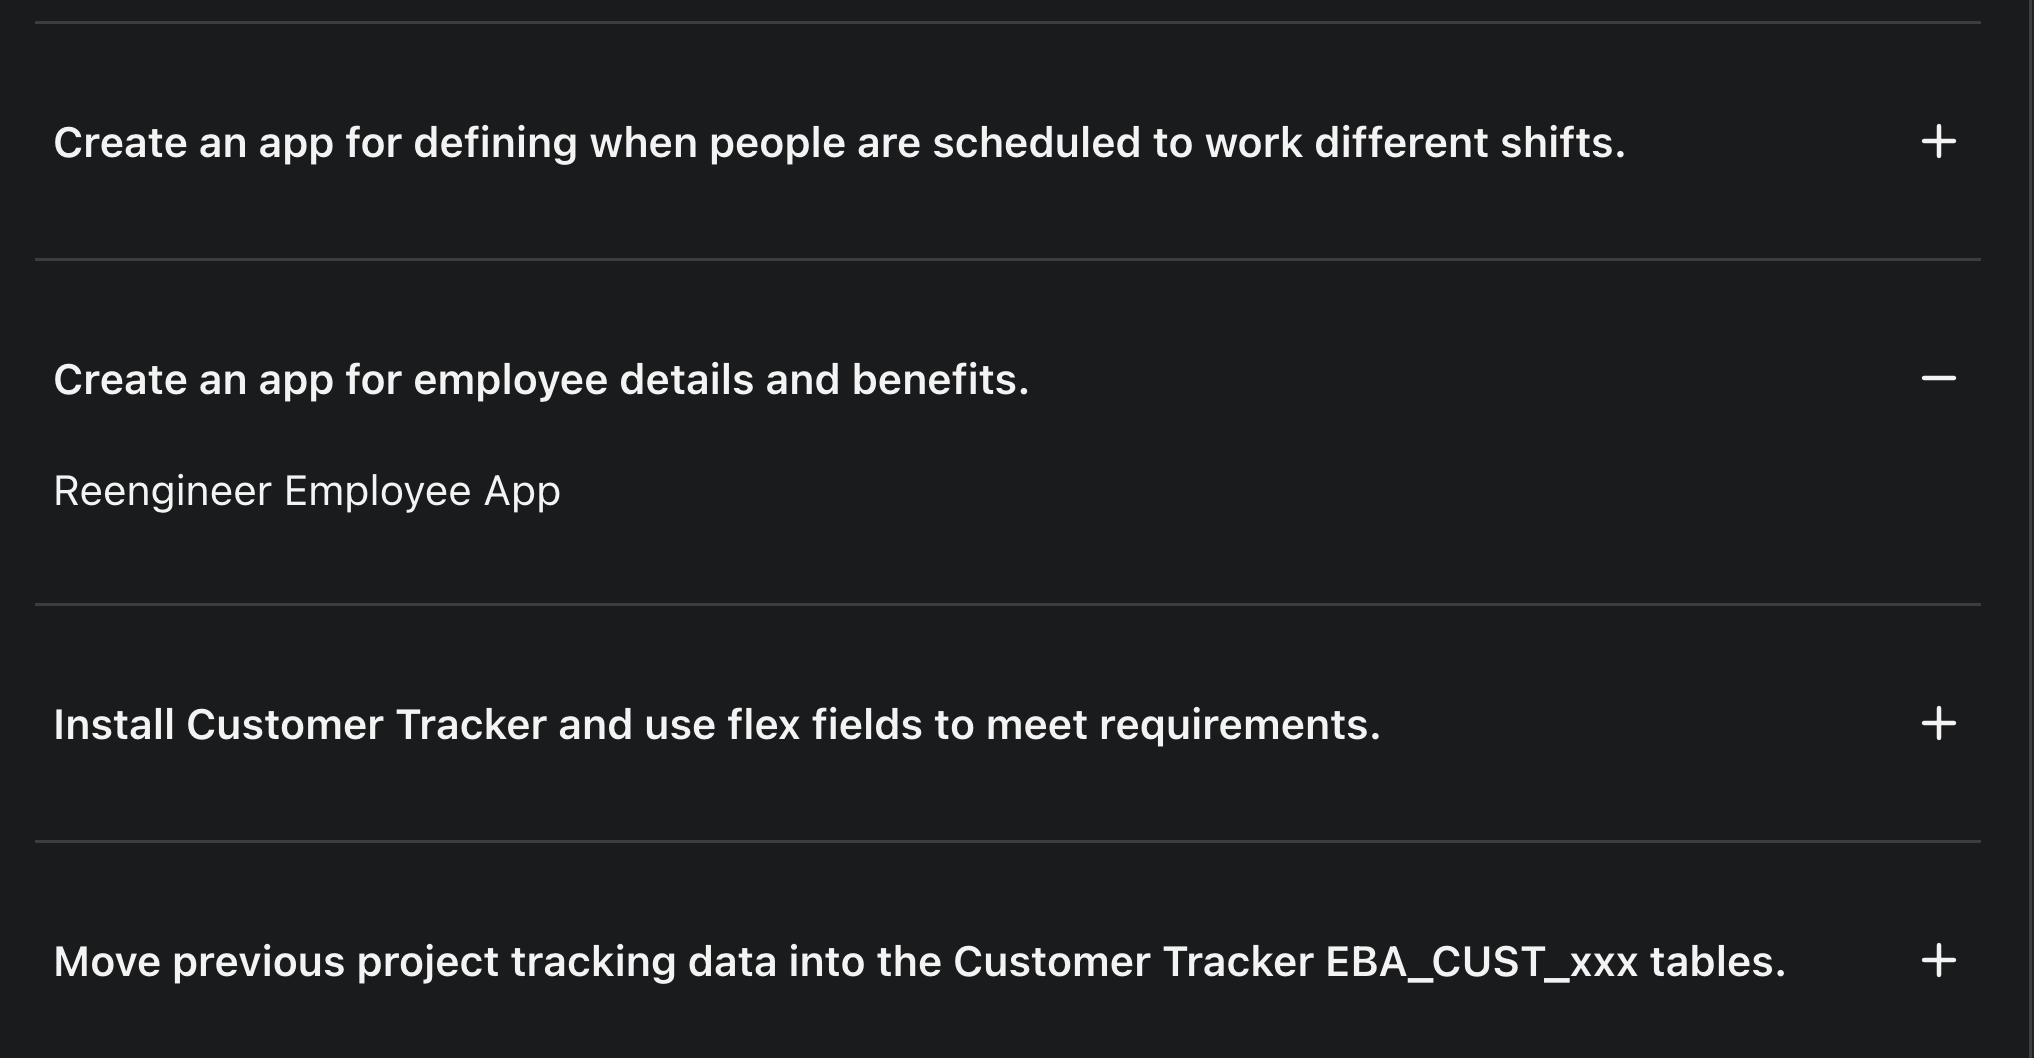 Create an app for defining when people are scheduled to work different shifts.
Create an app for employee details and benefits.
Reengineer Employee App
Install Customer Tracker and use flex fields to meet requirements.
Move previous project tracking data into the Customer Tracker EBA_CUST_xxx tables.